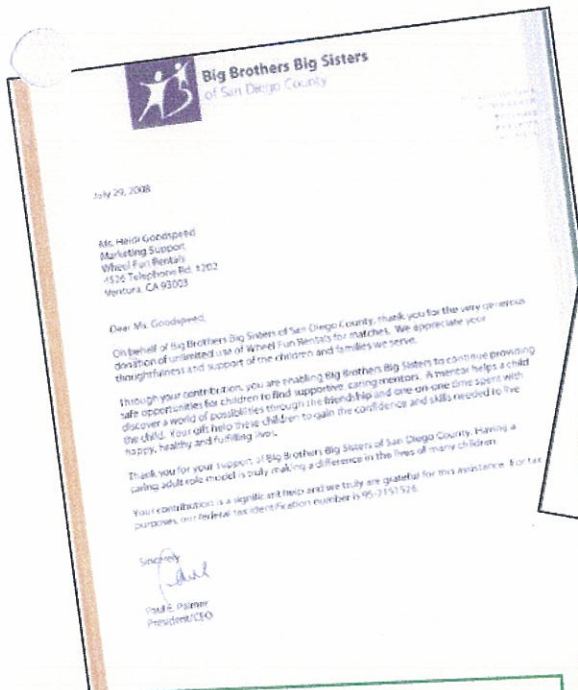 Big Brothers Big Sisters
of San Diego County
July 29, 2008
Ms. Heidi Goodspeed
Marketing Support
Wheel Fun Rentals
4526 Telephone Rd. #202
Ventura, CA 93003
Dear Ms. Goodspeed,
On behalf of Big Brothers Big Sisters of San Diego County, thank you for the very generous
donation of unlimited use of Wheel Fun Rentals for matches. We appreciate your
thoughtfulness and support of the children and families we serve.
Through your contribution, you are enabling Big Brothers Big Sisters to continue providing
safe opportunities for children to find supportive, caring mentors. A mentor helps a child
discover a world of possibilities through the friendship and one-on-one time spent with
the child. Your gift help these children to gain the confidence and skills needed to live
happy, healthy and fulfilling lives.
Thank you for your support of Big Brothers Big Sisters of San Diego County. Having a
caring adult role model is truly making a difference in the lives of many children.
Your contribution is a significant help and we truly are grateful for this assistance. For tax
purposes, our federal tax identification number is 95-2151526.
Sincerely
Paul
Paul E. Palmer
President/CEO